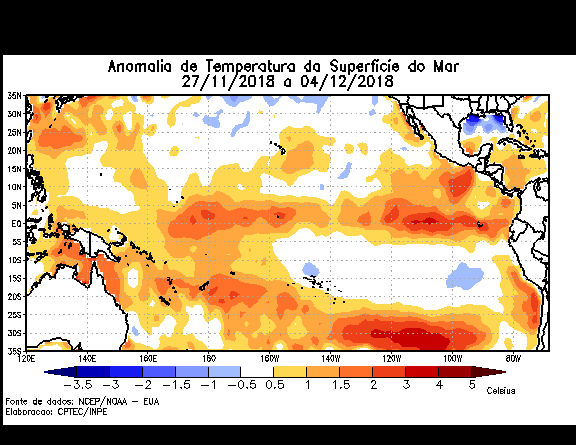 Anomalia de Temperatura da Superfície do Mar
27/11/2018 a 04/12/2018
35N
30N
25N
20N
15N
10N
5N
EQ
5S
10S
15S
20S
25S
30S
35S
120E 140E 160E 180 160W 140W 120W 100W 80W
−3.5 −3 −2 −1.5 −1 −0.5 0.5 1 1.5 2 3 4 5
Celsius
Fonte de dados: NCEP/NOAA − EUA
Elaboracao: CPTEC/INPE